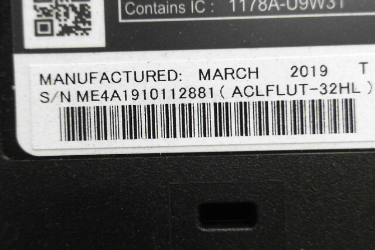 Contains IC : 1178A-U9W31
MANUFACTURED: MARCH 2019 T
S/N ME4A1910112881 ( ACLFLUT-32HL )